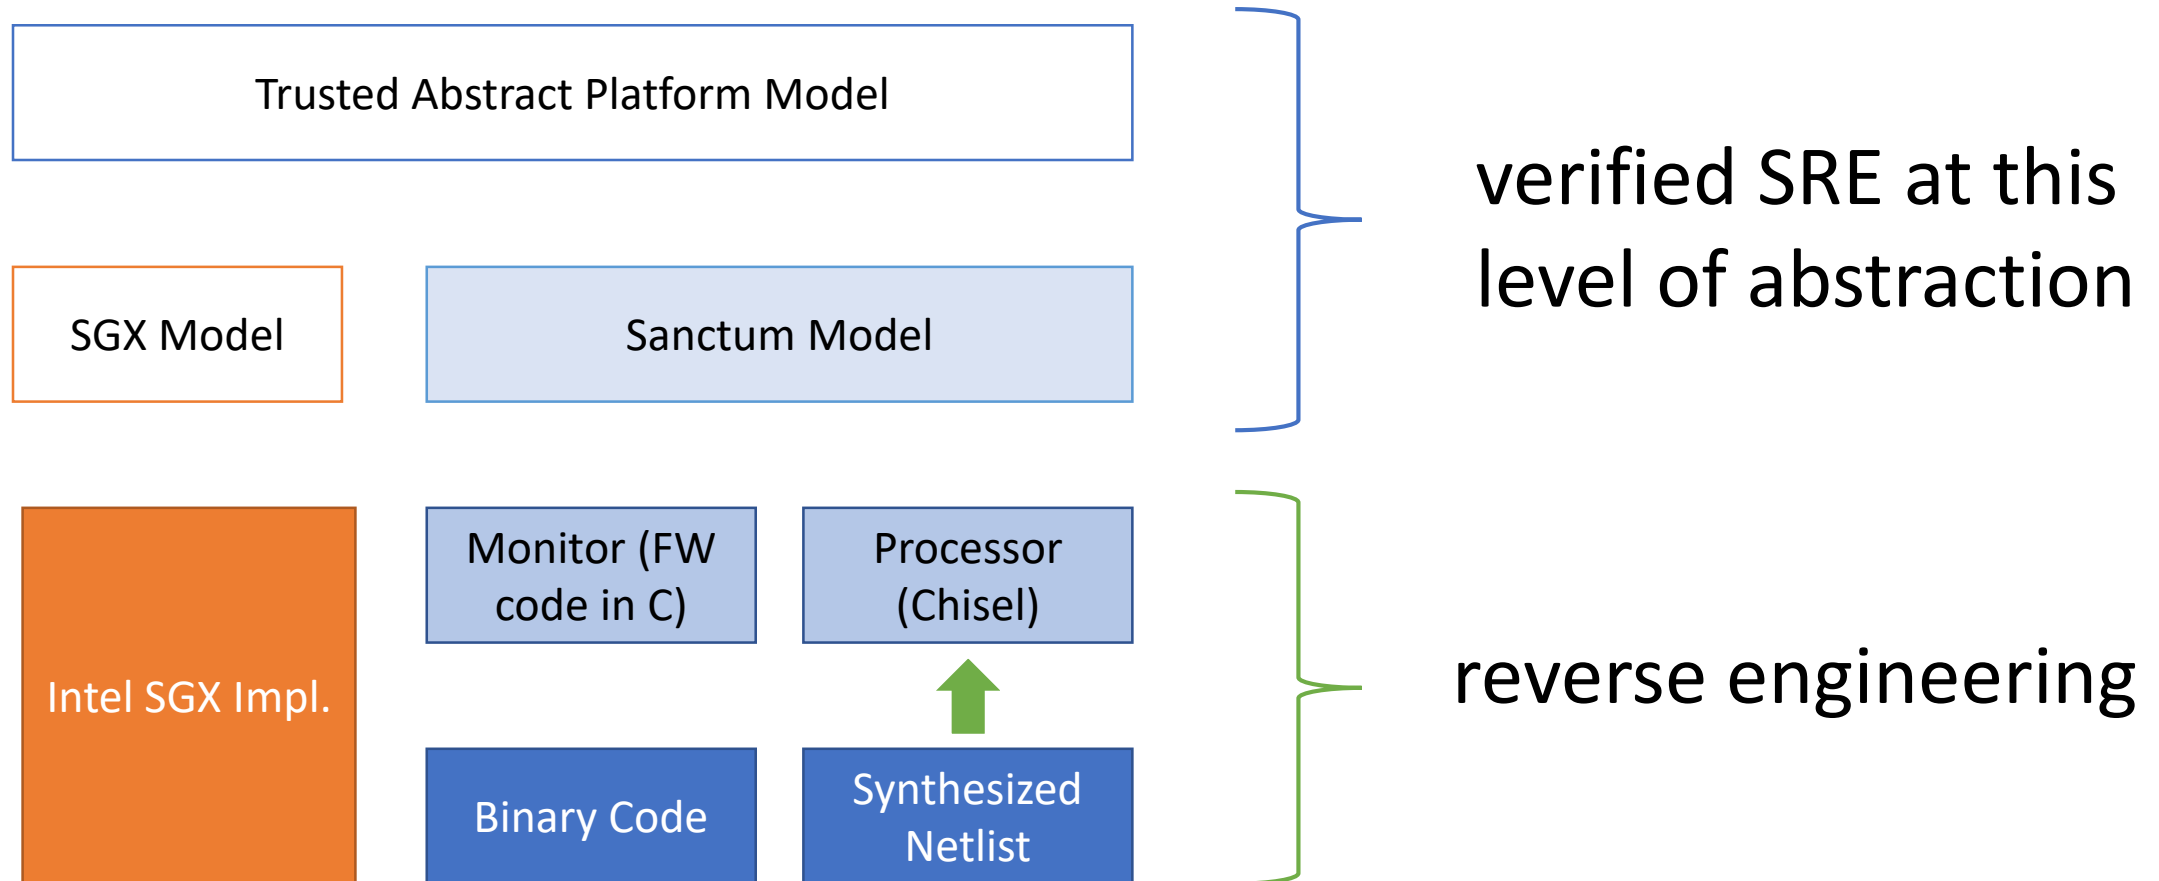 Trusted Abstract Platform Model
verified SRE at this
level of abstraction
SGX Model
Sanctum Model
Intel SGX Impl.
Monitor (FW
code in C)
Processor
(Chisel)
reverse engineering
Binary Code
Synthesized
Netlist